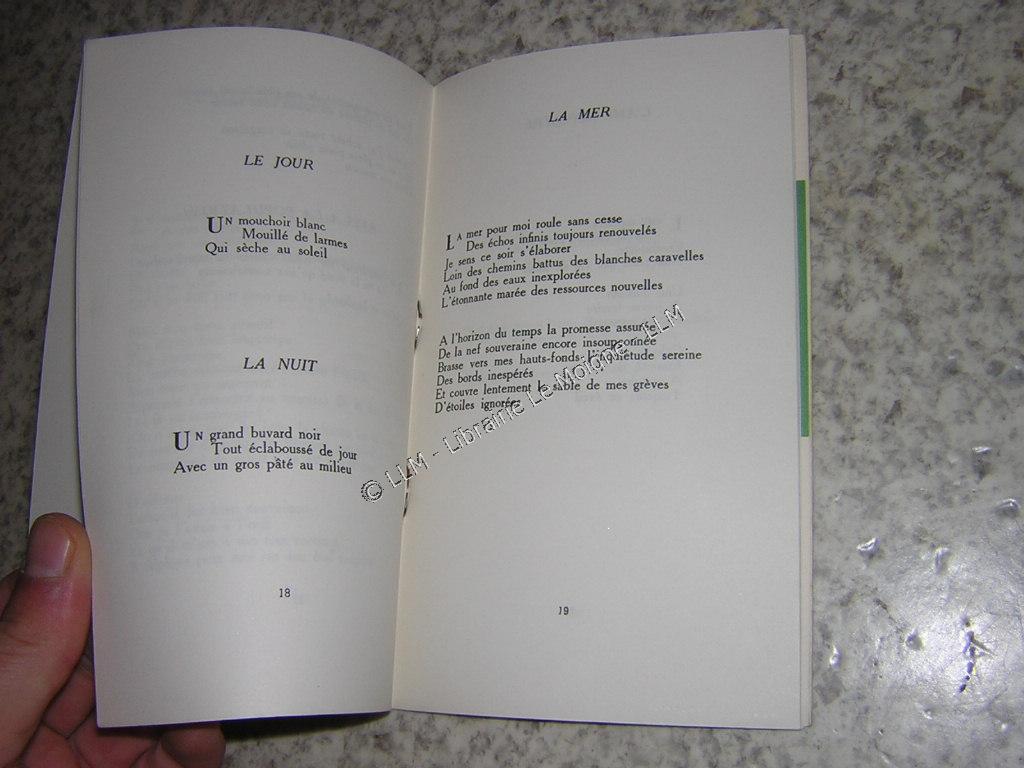 LE JOUR
UN mouchoir blanc
Mouillé de larmes
Qui sèche au soleil
LA NUIT
UN grand buvard noir
Tout éclaboussé de jour
Avec un gros pâté au milieu
18
LA MER
LA mer pour moi roule sans cesse
Des échos infinis toujours renouvelés
Je sens ce soir s'élaborer
Loin des chemins battus des blanches caravelles
Au fond des eaux inexplorées
L'étonnante marée des ressources nouvelles
A l'horizon du temps la promesse assurée
De la nef souveraine encore insoupçonnée
Brasse vers mes hauts-fonds l'inquiétude sereine
Des bords inespérés
Et couvre lentement le sable de mes grèves
D'étoiles ignorées
19
© LLM - Librairie Le Moigne - LLM